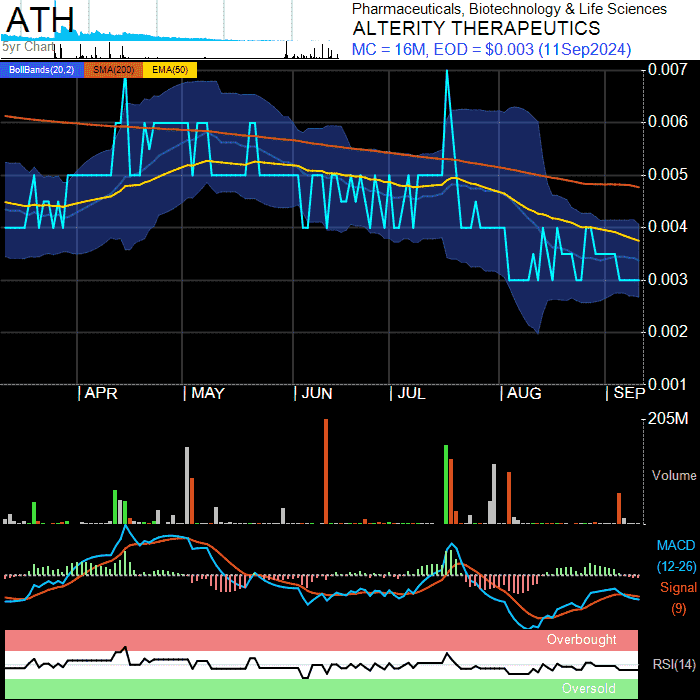 ATH
Pharmaceuticals, Biotechnology & Life Sciences
ALTERITY THERAPEUTICS
MC = 16M, EOD = $0.003 (11Sep2024)
5yr Chart
BollBands(20,2) SMA(200) EMA(50)
0.007
0.006
0.005
0.004
0.003
0.002
0.001
APR MAY JUN JUL AUG SEP
205M
Volume
MACD
(12-26)
Signal
(9)
Overbought
RSI(14)
Oversold